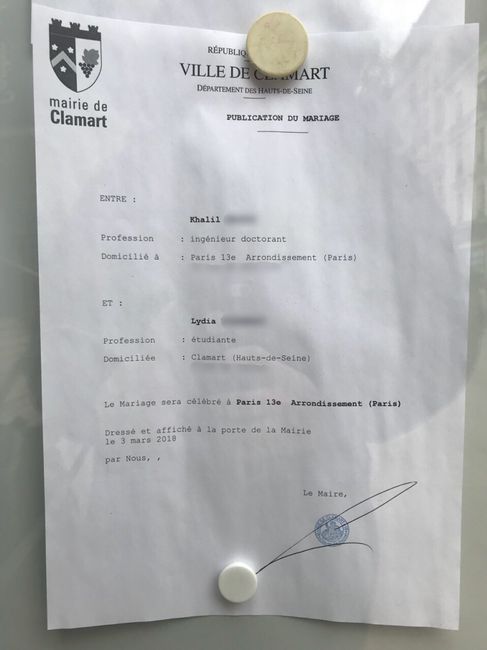 mairie de
Clamart
RÉPUBLIQ
VILLE DE CLAMART
DÉPARTEMENT DES HAUTS-DE-SEINE
PUBLICATION DU MARIAGE
ENTRE :
Khalil
Profession : ingénieur doctorant
Domicilié à : Paris 13e Arrondissement (Paris)
ET :
Lydia
Profession : étudiante
Domiciliée : Clamart (Hauts-de-Seine)
Le Mariage sera célébré à Paris 13e Arrondissement (Paris)
Dressé et affiché à la porte de la Mairie
le 3 mars 2018
par Nous, ,
Le Maire,